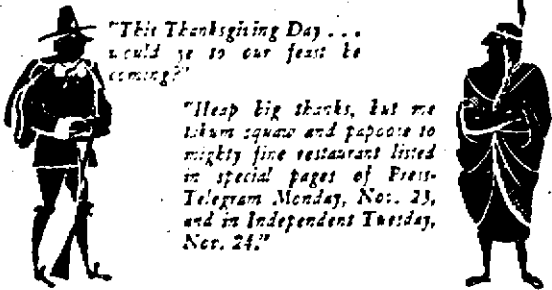 "This Thanksgiving Day . . .
would ye to our feast be
coming?"
"Heap big thanks, but me
takum squaw and papoose to
mighty fine restaurant listed
in special pages of Press-
Telegram Monday, Nov. 23,
and in Independent Tuesday,
Nov. 24."